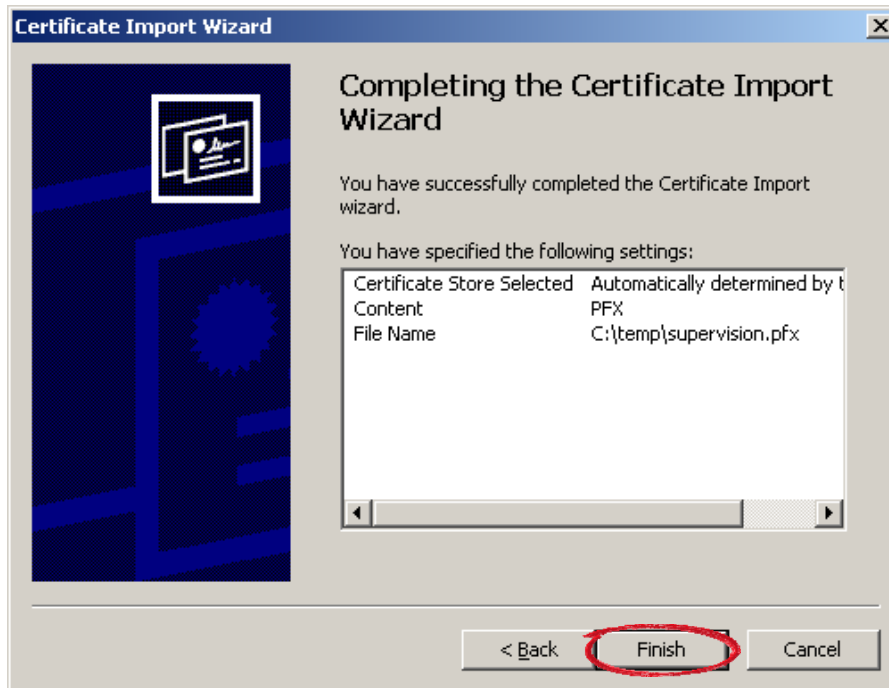 Certificate Import Wizard
Completing the Certificate Import
Wizard
You have successfully completed the Certificate Import
wizard.
You have specified the following settings:
Certificate Store Selected Automatically determined by t
Content PFX
File Name C:\temp\supervision.pfx
< Back Finish Cancel